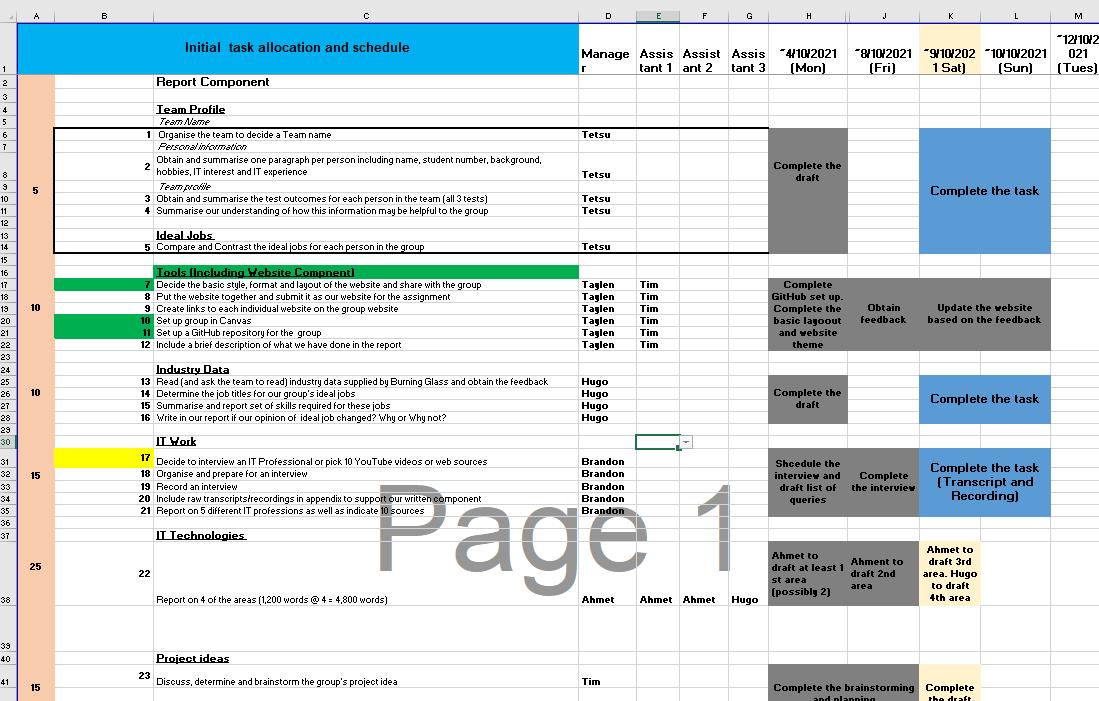 A B C D E F G H J K L M
1 Initial task allocation and schedule Manage Assis Assist Assis ~4/10/2021 ~8/10/2021 ~9/10/202 ~10/10/2021 ~12/10/2
r tant 1 ant 2 tant 3 (Mon) (Fri) 1 Sat) (Sun) 021
(Tues)
2 Report Component
3
4 Team Profile
5 Team Name
6 1 Organise the team to decide a Team name Tetsu
7 Personal information
8 2 Obtain and summarise one paragraph per person including name, student number, background,
hobbies, IT interest and IT experience Tetsu
Complete the
draft
9 Team profile
5
Complete the task
10 3 Obtain and summarise the test outcomes for each person in the team (all 3 tests) Tetsu
11 4 Summarise our understanding of how this information may be helpful to the group Tetsu
12
13 Ideal Jobs
14 5 Compare and Contrast the ideal jobs for each person in the group Tetsu
15
16 Tools (Including Website Compnent)
17 7 Decide the basic style, format and layout of the website and share with the group Taylen Tim
18 8 Put the website together and submit it as our website for the assignment Taylen Tim
19 10 9 Create links to each individual website on the group website Taylen Tim
20 10 Set up group in Canvas Taylen Tim
21 11 Set up a GitHub repository for the group Taylen Tim
22 12 Include a brief description of what we have done in the report Taylen Tim
Complete
GitHub set up.
Complete the
basic layoout
and website
theme
Obtain
feedback
Update the website
based on the feedback
23
24 Industry Data
25 13 Read (and ask the team to read) industry data supplied by Burning Glass and obtain the feedback Hugo
26 10 14 Determine the job titles for our group's ideal jobs Hugo
27 15 Summarise and report set of skills required for these jobs Hugo
28 16 Write in our report if our opinion of ideal job changed? Why or Why not? Hugo
Complete the
draft
Complete the task
29
30 IT Work
31 17 Decide to interview an IT Professional or pick 10 YouTube videos or web sources Brandon
32 15 18 Organise and prepare for an interview Brandon
33 19 Record an interview Brandon
34 20 Include raw transcripts/recordings in appendix to support our written component Brandon
35 21 Report on 5 different IT professions as well as indicate 10 sources Brandon
Shcedule the
interview and
draft list of
queries
Complete
the interview
Complete the task
(Transcript and
Recording)
Page 1
36
37 IT Technologies
25
22
38 Report on 4 of the areas (1,200 words @ 4 = 4,800 words) Ahmet Ahmet Ahmet Hugo
Ahmet to
draft at least 1
st area
(possibly 2)
Ahment to
draft 2nd
area
Ahmet to
draft 3rd
area. Hugo
to draft
4th area
39
40 Project ideas
41 15 23 Discuss, determine and brainstorm the group's project idea Tim
Complete the brainstorming
and planning
Complete
the draft